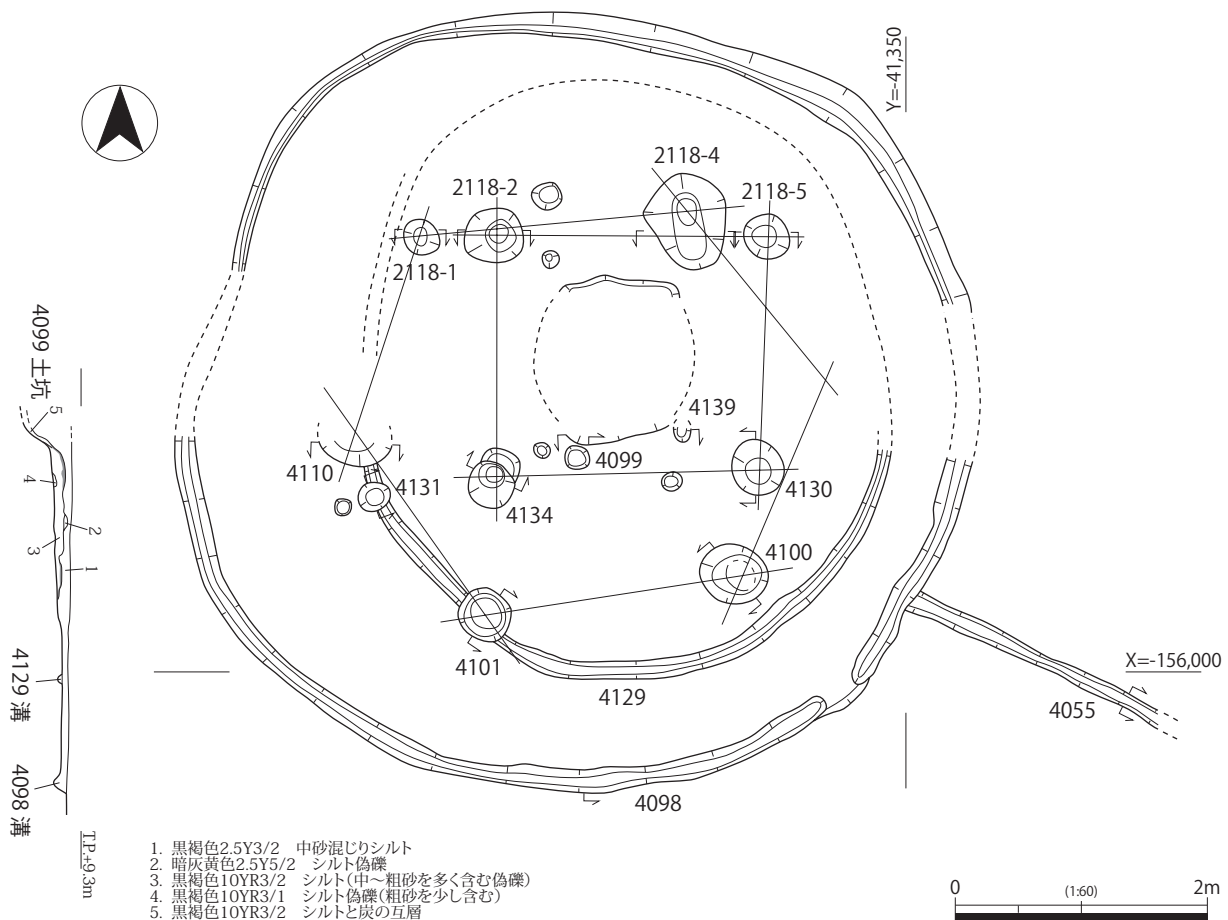 Y=-41,350
2118-4
2118-2
2118-5
2118-1
4099 土坑
5
4
2
3
1
4129 溝
4098 溝
T.P.+9.3m
4139
4110
4131
4099
4134
4130
4100
4101
4129
X=-156,000
4055
4098
1. 黒褐色2.5Y3/2 中砂混じりシルト
2. 暗灰黄色2.5Y5/2 シルト偽礫
3. 黒褐色10YR3/2 シルト(中～粗砂を多く含む偽礫)
4. 黒褐色10YR3/1 シルト偽礫(粗砂を少し含む)
5. 黒褐色10YR3/2 シルトと炭の互層
0 (1:60) 2m